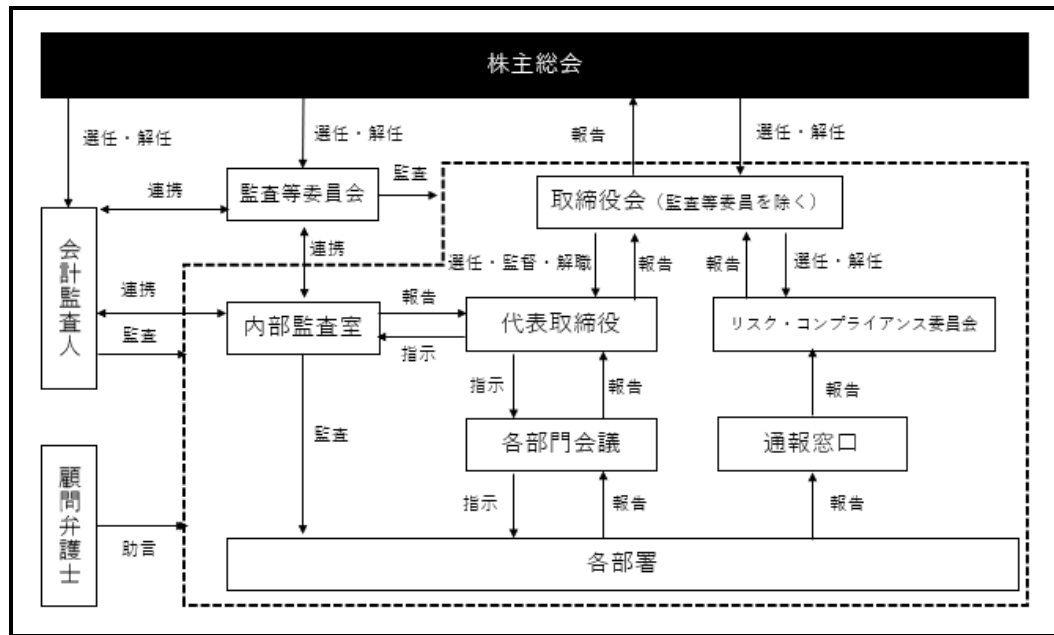 株主総会
選任・解任
選任・解任
報告
選任・解任
連携
監査等委員会
監査
取締役会（監査等委員を除く）
会計監査人
連携
選任・監督・解職
報告
報告
選任・解任
連携
内部監査室
報告
代表取締役
リスク・コンプライアンス委員会
監査
指示
指示
報告
報告
監査
各部門会議
通報窓口
顧問弁護士
指示
報告
報告
助言
各部署